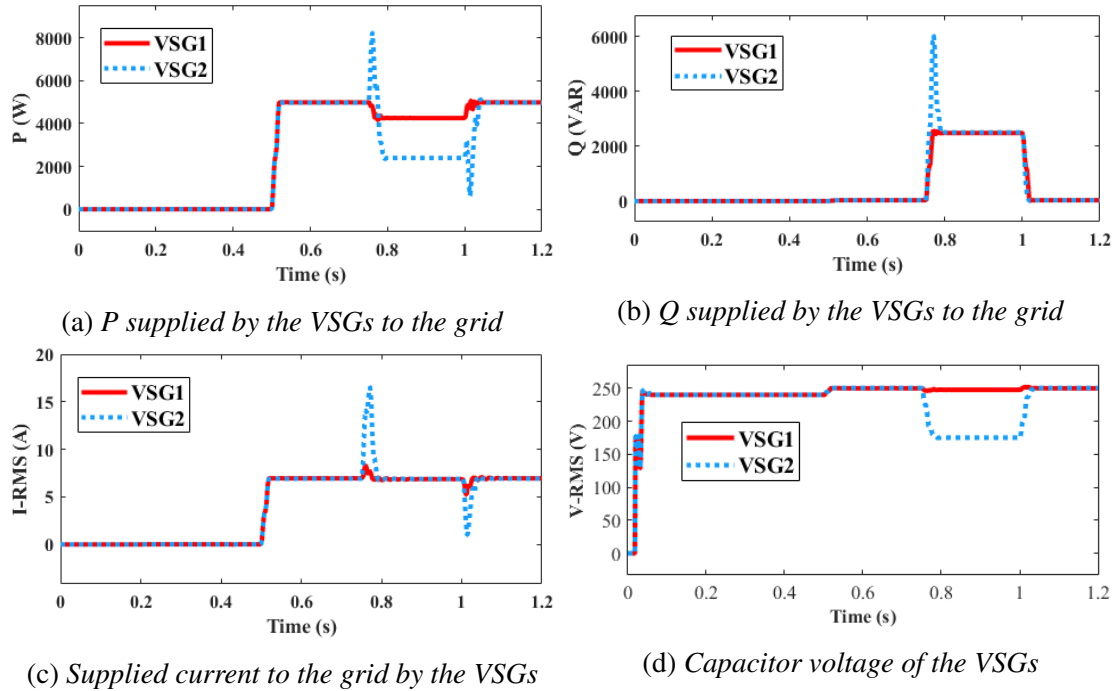 8000
6000
4000
2000
0
P (W)
VSG1
VSG2
0 0.2 0.4 0.6 0.8 1 1.2
Time (s)
(a) P supplied by the VSGs to the grid
6000
4000
2000
0
Q (VAR)
VSG1
VSG2
0 0.2 0.4 0.6 0.8 1 1.2
Time (s)
(b) Q supplied by the VSGs to the grid
20
15
10
5
0
I-RMS (A)
VSG1
VSG2
0 0.2 0.4 0.6 0.8 1 1.2
Time (s)
(c) Supplied current to the grid by the VSGs
250
200
150
100
50
0
V-RMS (V)
VSG1
VSG2
0 0.2 0.4 0.6 0.8 1 1.2
Time (s)
(d) Capacitor voltage of the VSGs